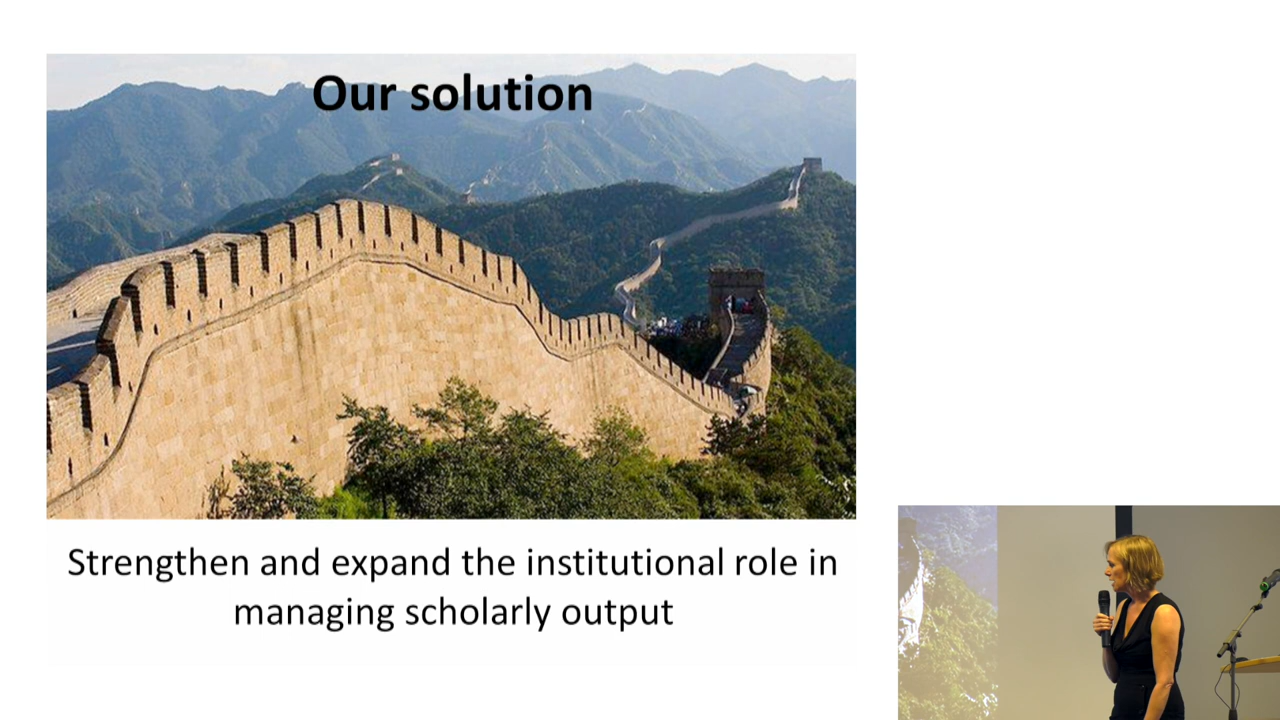 Our solution
Strengthen and expand the institutional role in
managing scholarly output